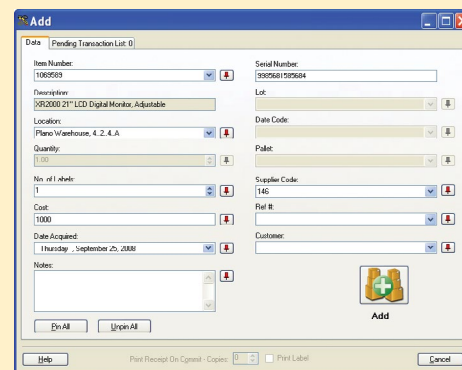 Add
Data Pending Transaction List: 0
Item Number:
1069589
Description:
XR2000 21" LCD Digital Monitor, Adjustable
Location:
Plano Warehouse, 4..2..4..A
Quantity:
1.00
No. of Labels:
1
Cost:
1000
Date Acquired:
Thursday , September 25, 2008
Notes:
Pin All Unpin All
Serial Number:
9985681585684
Lot:
Date Code:
Pallet:
Supplier Code:
146
Ref #:
Customer:
Add
Help Print Receipt On Commit - Copies: 0 Print Label Cancel